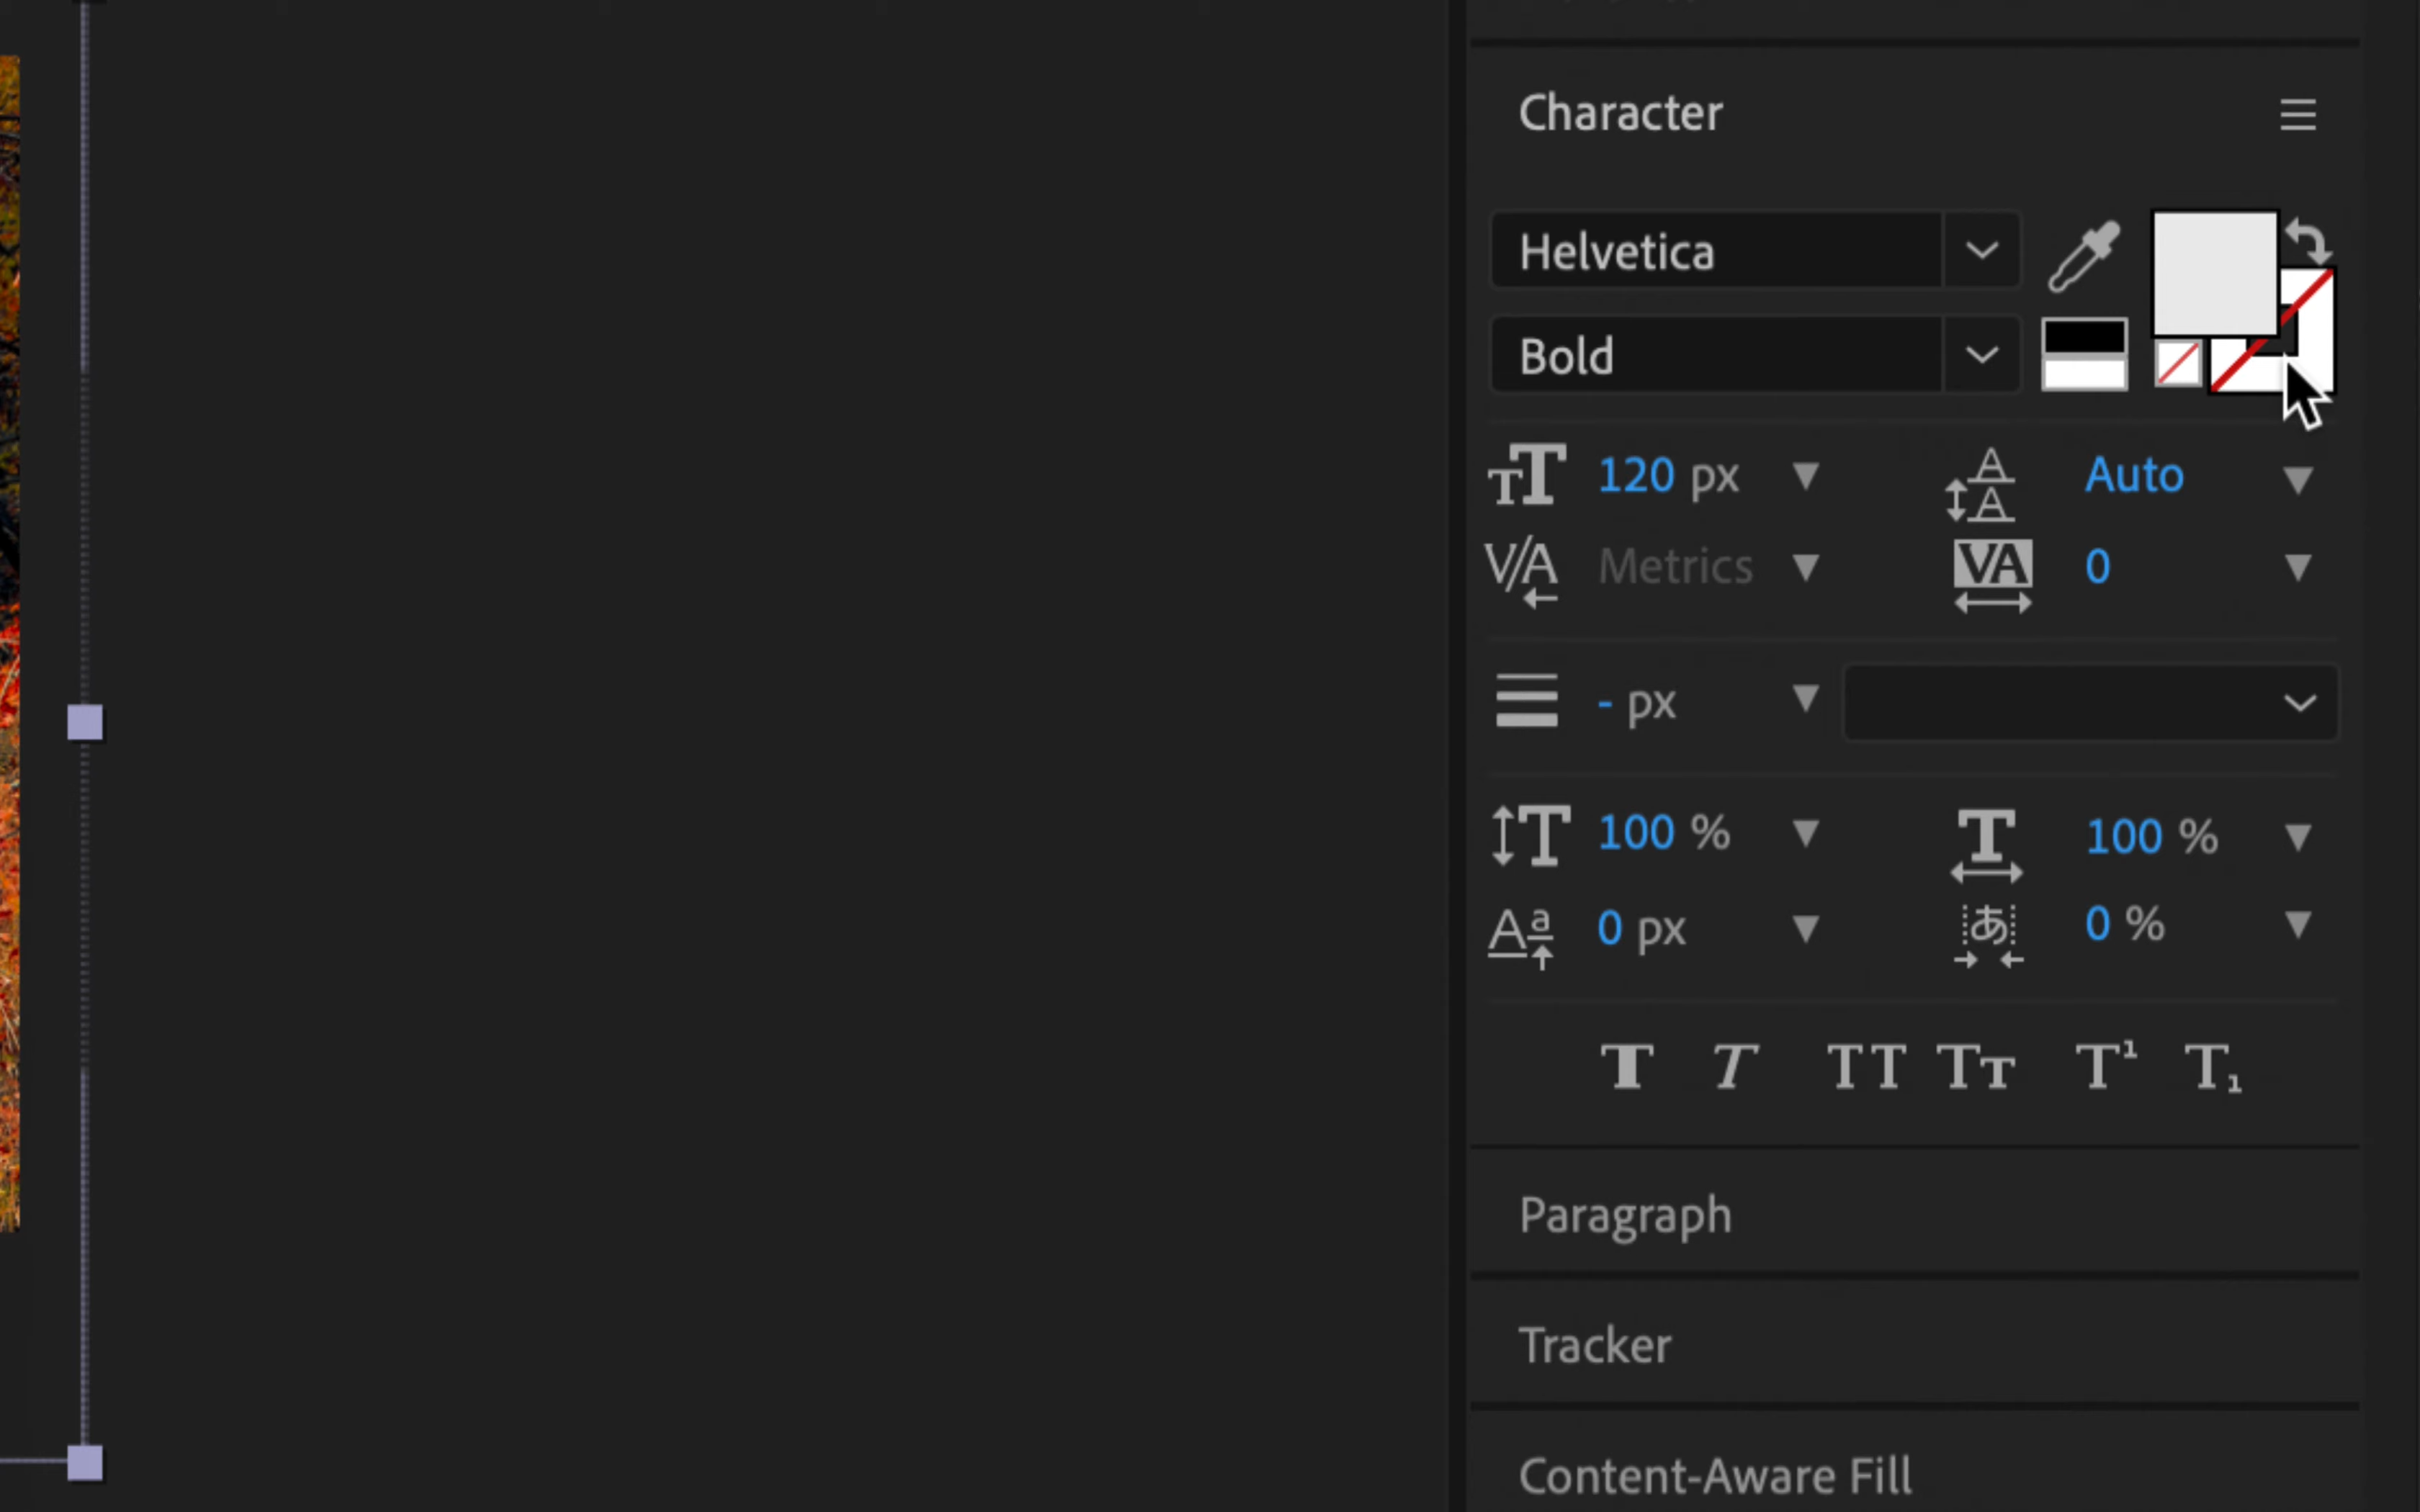 Character
Helvetica
Bold
120 px Auto
Metrics 0
- px
100 % 100 %
0 px 0 %
Paragraph
Tracker
Content-Aware Fill